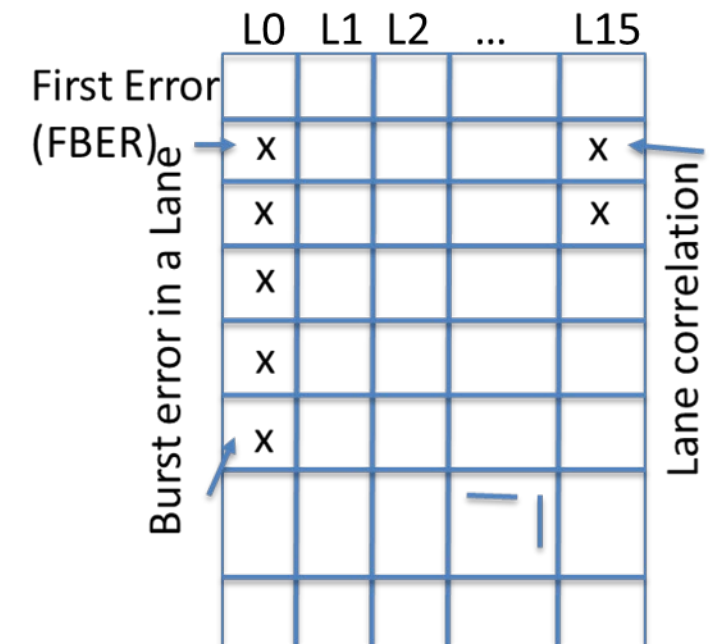 L0 L1 L2 ... L15
First Error
(FBER)
x x
x x
x
x
x
Burst error in a Lane
Lane correlation